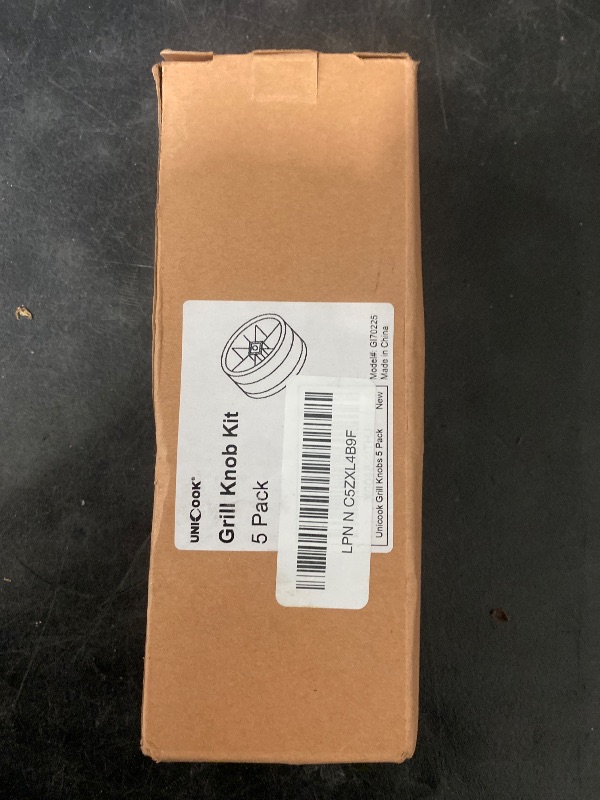 UNICOOK®
Grill Knob Kit
5 Pack
LPN N C5ZXL4B9F
Unicook Grill Knobs 5 Pack New
Model#: GI70225
Made in China